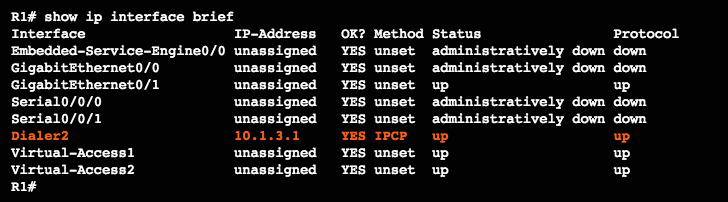 R1# show ip interface brief
Interface IP-Address OK? Method Status Protocol
Embedded-Service-Engine0/0 unassigned YES unset administratively down down
GigabitEthernet0/0 unassigned YES unset administratively down down
GigabitEthernet0/1 unassigned YES unset up up
Serial0/0/0 unassigned YES unset administratively down down
Serial0/0/1 unassigned YES unset administratively down down
Dialer2 10.1.3.1 YES IPCP up up
Virtual-Access1 unassigned YES unset up up
Virtual-Access2 unassigned YES unset up up
R1#